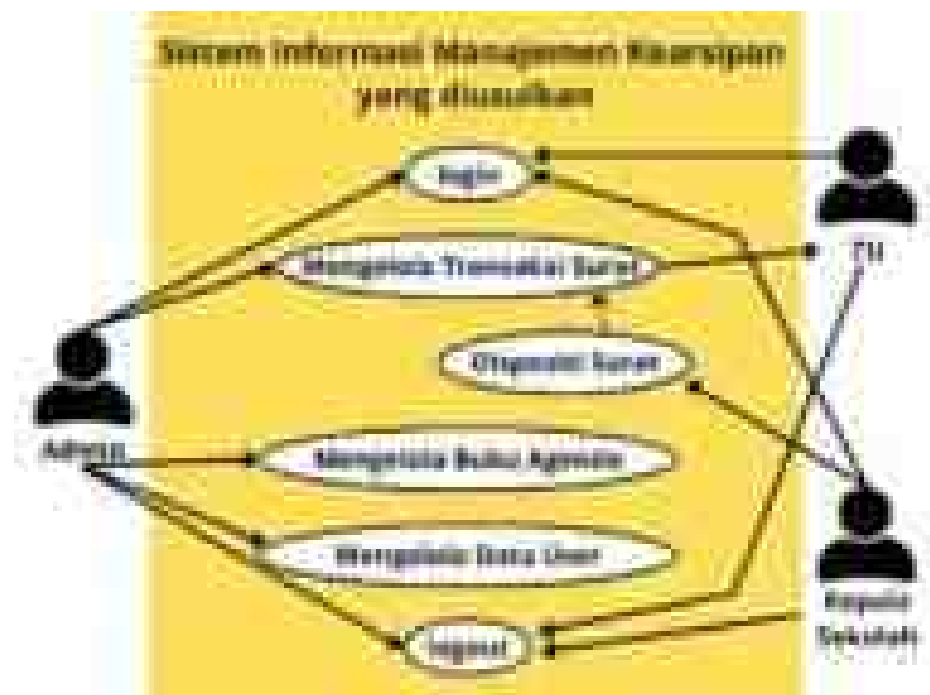 Sistem Informasi Manajemen Kearsipan
yang diusulkan
login
Mengelola Transaksi Surat
TU
Disposisi Surat
Admin
Mengelola Buku Agenda
Mengelola Data User
Kepala
Sekolah
logout